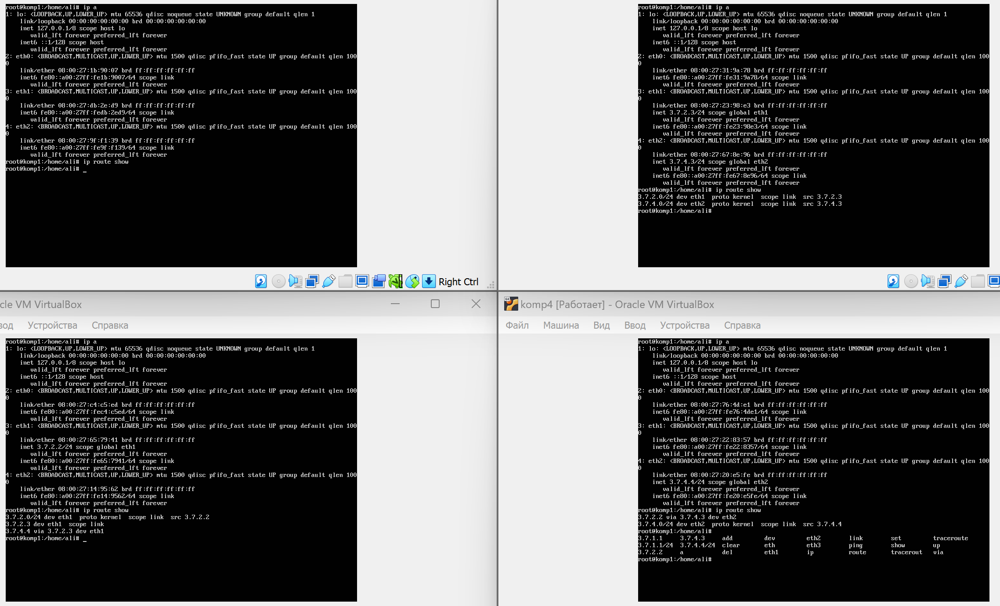 root@komp1:/home/ali# ip a
1: lo: <LOOPBACK,UP,LOWER_UP> mtu 65536 qdisc noqueue state UNKNOWN group default qlen 1
    link/loopback 00:00:00:00:00:00 brd 00:00:00:00:00:00
    inet 127.0.0.1/8 scope host lo
       valid_lft forever preferred_lft forever
    inet6 ::1/128 scope host
       valid_lft forever preferred_lft forever
2: eth0: <BROADCAST,MULTICAST,UP,LOWER_UP> mtu 1500 qdisc pfifo_fast state UP group default qlen 100
0
    link/ether 08:00:27:1b:90:07 brd ff:ff:ff:ff:ff:ff
    inet6 fe80::a00:27ff:fe1b:9007/64 scope link
       valid_lft forever preferred_lft forever
3: eth1: <BROADCAST,MULTICAST,UP,LOWER_UP> mtu 1500 qdisc pfifo_fast state UP group default qlen 100
0
    link/ether 08:00:27:db:2e:d9 brd ff:ff:ff:ff:ff:ff
    inet6 fe80::a00:27ff:fedb:2ed9/64 scope link
       valid_lft forever preferred_lft forever
4: eth2: <BROADCAST,MULTICAST,UP,LOWER_UP> mtu 1500 qdisc pfifo_fast state UP group default qlen 100
0
    link/ether 08:00:27:9f:f1:39 brd ff:ff:ff:ff:ff:ff
    inet6 fe80::a00:27ff:fe9f:f139/64 scope link
       valid_lft forever preferred_lft forever
root@komp1:/home/ali# ip route show
root@komp1:/home/ali# _
Right Ctrl
root@komp1:/home/ali# ip a
1: lo: <LOOPBACK,UP,LOWER_UP> mtu 65536 qdisc noqueue state UNKNOWN group default qlen 1
    link/loopback 00:00:00:00:00:00 brd 00:00:00:00:00:00
    inet 127.0.0.1/8 scope host lo
       valid_lft forever preferred_lft forever
    inet6 ::1/128 scope host
       valid_lft forever preferred_lft forever
2: eth0: <BROADCAST,MULTICAST,UP,LOWER_UP> mtu 1500 qdisc pfifo_fast state UP group default qlen 100
0
    link/ether 08:00:27:31:9a:78 brd ff:ff:ff:ff:ff:ff
    inet6 fe80::a00:27ff:fe31:9a78/64 scope link
       valid_lft forever preferred_lft forever
3: eth1: <BROADCAST,MULTICAST,UP,LOWER_UP> mtu 1500 qdisc pfifo_fast state UP group default qlen 100
0
    link/ether 08:00:27:23:98:e3 brd ff:ff:ff:ff:ff:ff
    inet 3.7.2.3/24 scope global eth1
       valid_lft forever preferred_lft forever
    inet6 fe80::a00:27ff:fe23:98e3/64 scope link
       valid_lft forever preferred_lft forever
4: eth2: <BROADCAST,MULTICAST,UP,LOWER_UP> mtu 1500 qdisc pfifo_fast state UP group default qlen 100
0
    link/ether 08:00:27:67:8e:96 brd ff:ff:ff:ff:ff:ff
    inet 3.7.4.3/24 scope global eth2
       valid_lft forever preferred_lft forever
    inet6 fe80::a00:27ff:fe67:8e96/64 scope link
       valid_lft forever preferred_lft forever
root@komp1:/home/ali# ip route show
3.7.2.0/24 dev eth1  proto kernel  scope link  src 3.7.2.3
3.7.4.0/24 dev eth2  proto kernel  scope link  src 3.7.4.3
root@komp1:/home/ali#
cle VM VirtualBox
вод Устройства Справка
root@komp1:/home/ali# ip a
1: lo: <LOOPBACK,UP,LOWER_UP> mtu 65536 qdisc noqueue state UNKNOWN group default qlen 1
    link/loopback 00:00:00:00:00:00 brd 00:00:00:00:00:00
    inet 127.0.0.1/8 scope host lo
       valid_lft forever preferred_lft forever
    inet6 ::1/128 scope host
       valid_lft forever preferred_lft forever
2: eth0: <BROADCAST,MULTICAST,UP,LOWER_UP> mtu 1500 qdisc pfifo_fast state UP group default qlen 100
0
    link/ether 08:00:27:c4:c5:ed brd ff:ff:ff:ff:ff:ff
    inet6 fe80::a00:27ff:fec4:c5ed/64 scope link
       valid_lft forever preferred_lft forever
3: eth1: <BROADCAST,MULTICAST,UP,LOWER_UP> mtu 1500 qdisc pfifo_fast state UP group default qlen 100
0
    link/ether 08:00:27:65:79:41 brd ff:ff:ff:ff:ff:ff
    inet 3.7.2.2/24 scope global eth1
       valid_lft forever preferred_lft forever
    inet6 fe80::a00:27ff:fe65:7941/64 scope link
       valid_lft forever preferred_lft forever
4: eth2: <BROADCAST,MULTICAST,UP,LOWER_UP> mtu 1500 qdisc pfifo_fast state UP group default qlen 100
0
    link/ether 08:00:27:14:95:62 brd ff:ff:ff:ff:ff:ff
    inet6 fe80::a00:27ff:fe14:9562/64 scope link
       valid_lft forever preferred_lft forever
root@komp1:/home/ali# ip route show
3.7.2.0/24 dev eth1  proto kernel  scope link  src 3.7.2.2
3.7.2.3 dev eth1  scope link
3.7.4.4 via 3.7.2.3 dev eth1
root@komp1:/home/ali# _
64 komp4 [Работает] - Oracle VM VirtualBox
Файл Машина Вид Ввод Устройства Справка
root@komp1:/home/ali# ip a
1: lo: <LOOPBACK,UP,LOWER_UP> mtu 65536 qdisc noqueue state UNKNOWN group default qlen 1
    link/loopback 00:00:00:00:00:00 brd 00:00:00:00:00:00
    inet 127.0.0.1/8 scope host lo
       valid_lft forever preferred_lft forever
    inet6 ::1/128 scope host
       valid_lft forever preferred_lft forever
2: eth0: <BROADCAST,MULTICAST,UP,LOWER_UP> mtu 1500 qdisc pfifo_fast state UP group default qlen 100
0
    link/ether 08:00:27:76:4d:e1 brd ff:ff:ff:ff:ff:ff
    inet6 fe80::a00:27ff:fe76:4de1/64 scope link
       valid_lft forever preferred_lft forever
3: eth1: <BROADCAST,MULTICAST,UP,LOWER_UP> mtu 1500 qdisc pfifo_fast state UP group default qlen 100
0
    link/ether 08:00:27:22:83:57 brd ff:ff:ff:ff:ff:ff
    inet6 fe80::a00:27ff:fe22:8357/64 scope link
       valid_lft forever preferred_lft forever
4: eth2: <BROADCAST,MULTICAST,UP,LOWER_UP> mtu 1500 qdisc pfifo_fast state UP group default qlen 100
0
    link/ether 08:00:27:20:e5:fe brd ff:ff:ff:ff:ff:ff
    inet 3.7.4.4/24 scope global eth2
       valid_lft forever preferred_lft forever
    inet6 fe80::a00:27ff:fe20:e5fe/64 scope link
       valid_lft forever preferred_lft forever
root@komp1:/home/ali# ip route show
3.7.2.2 via 3.7.4.3 dev eth2
3.7.4.0/24 dev eth2  proto kernel  scope link  src 3.7.4.4
root@komp1:/home/ali#
3.7.1.1     3.7.4.3     add         dev         eth2        link        set         traceroute
3.7.1.1/24  3.7.4.4/24  clear       eth         eth3        ping        show        up
3.7.2.2     a           del         eth1        ip          route       tracerout   via
root@komp1:/home/ali#